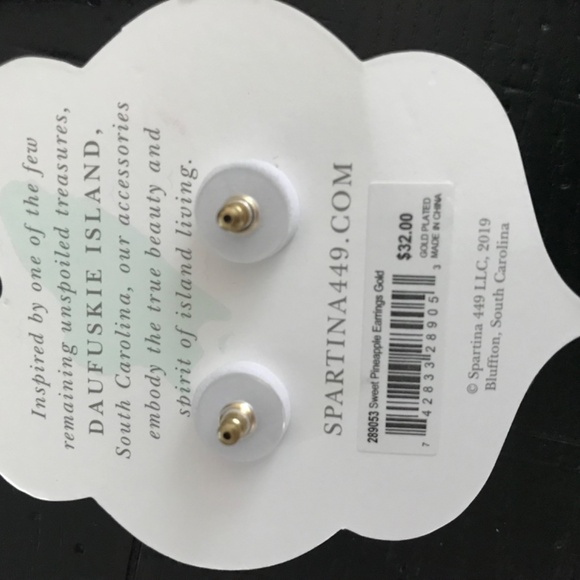 Inspired by one of the few
remaining unspoiled treasures,
DAUFUSKIE ISLAND,
South Carolina, our accessories
embody the true beauty and
spirit of island living.
SPARTINA449.COM
289053 Sweet Pineapple Earrings Gold
7 42833 28905 3
$32.00
GOLD PLATED
MADE IN CHINA
© Spartina 449 LLC, 2019
Bluffton, South Carolina